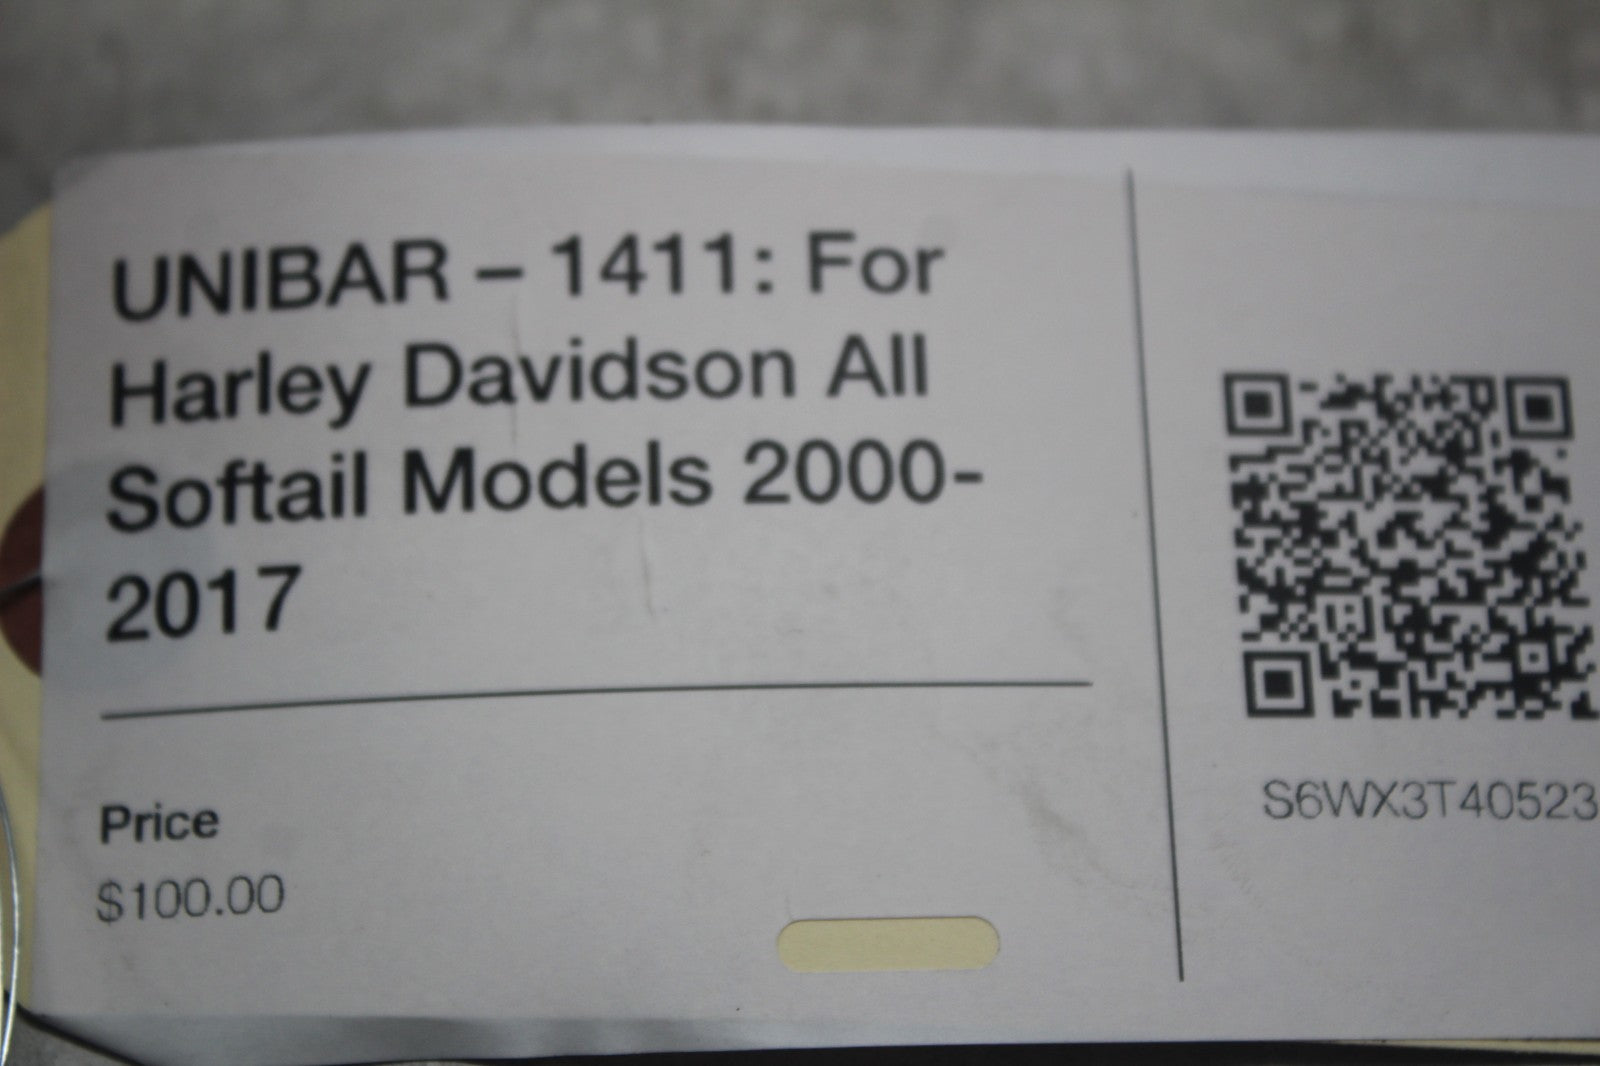 UNIBAR – 1411: For
Harley Davidson All
Softail Models 2000-
2017
Price
$100.00
S6WX3T40523